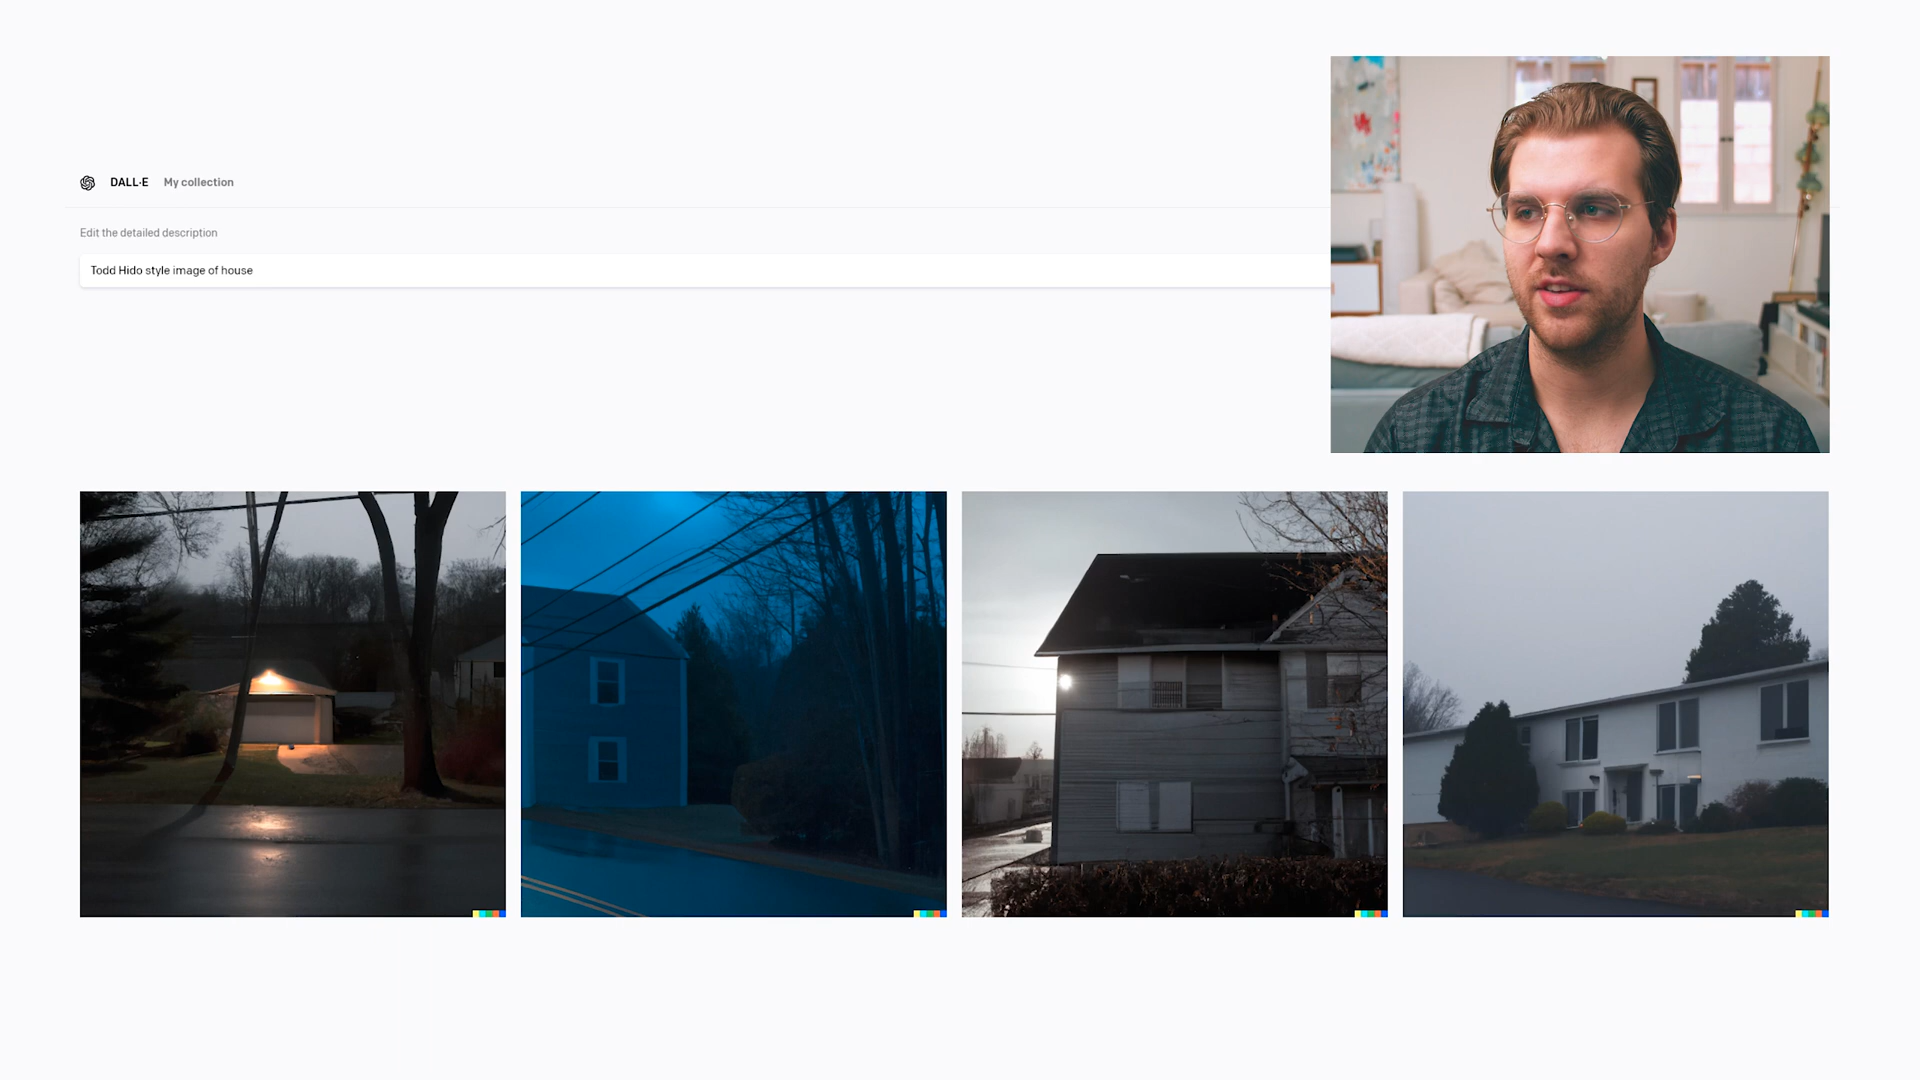 DALL·E My collection
Edit the detailed description
Todd Hido style image of house